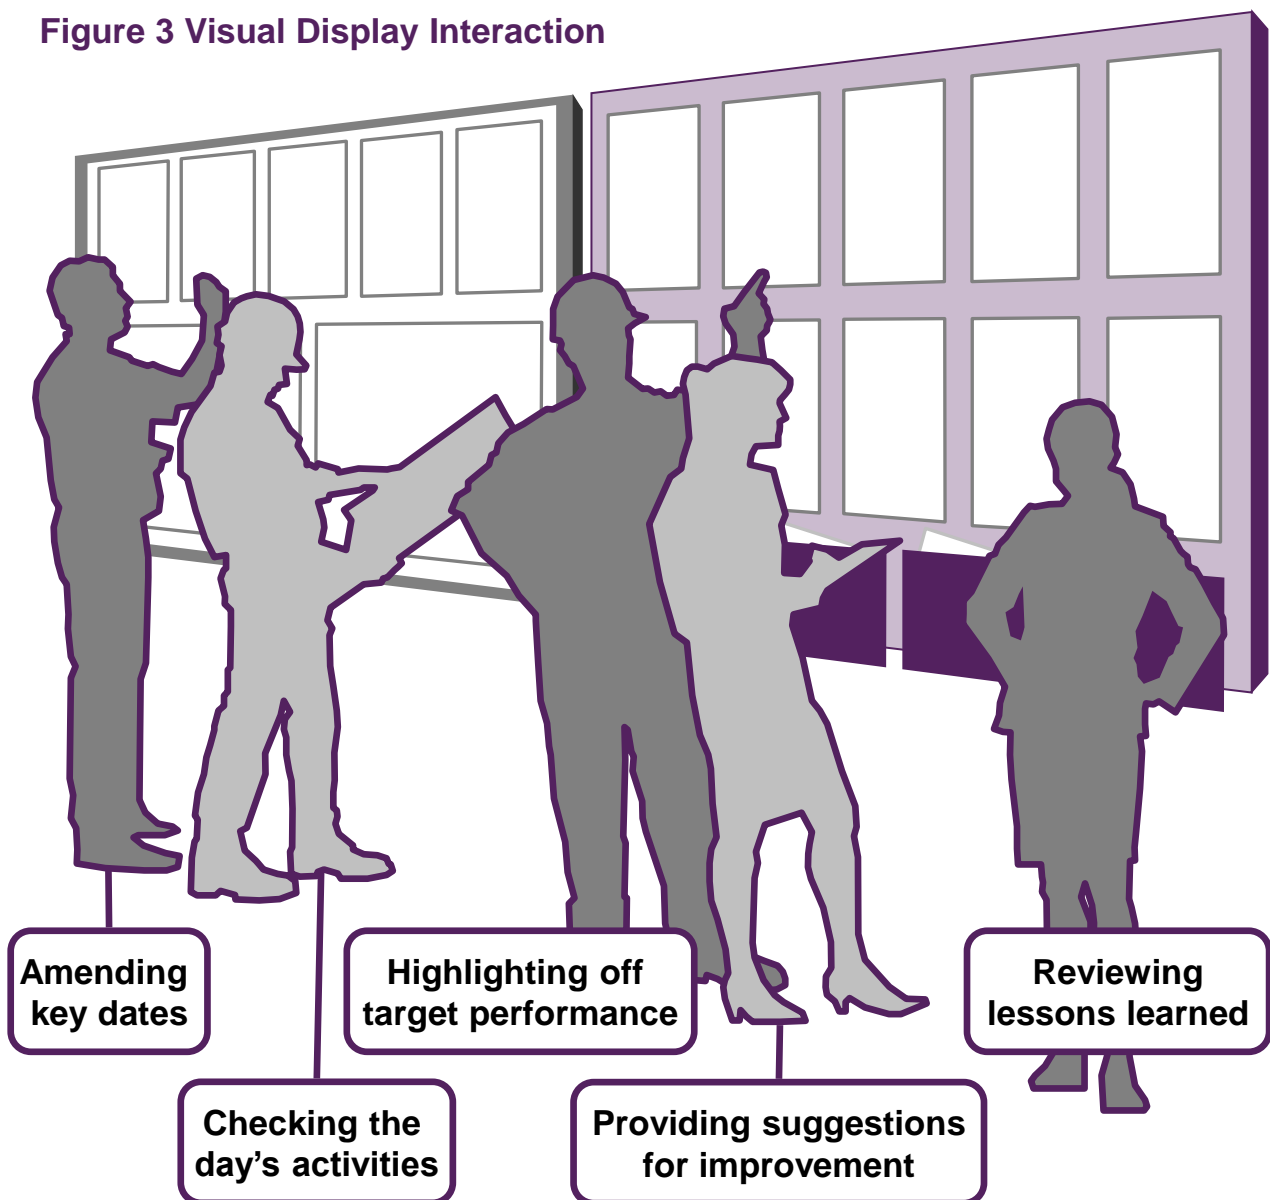 Figure 3 Visual Display Interaction
Amending
key dates
Checking the
day's activities
Highlighting off
target performance
Providing suggestions
for improvement
Reviewing
lessons learned